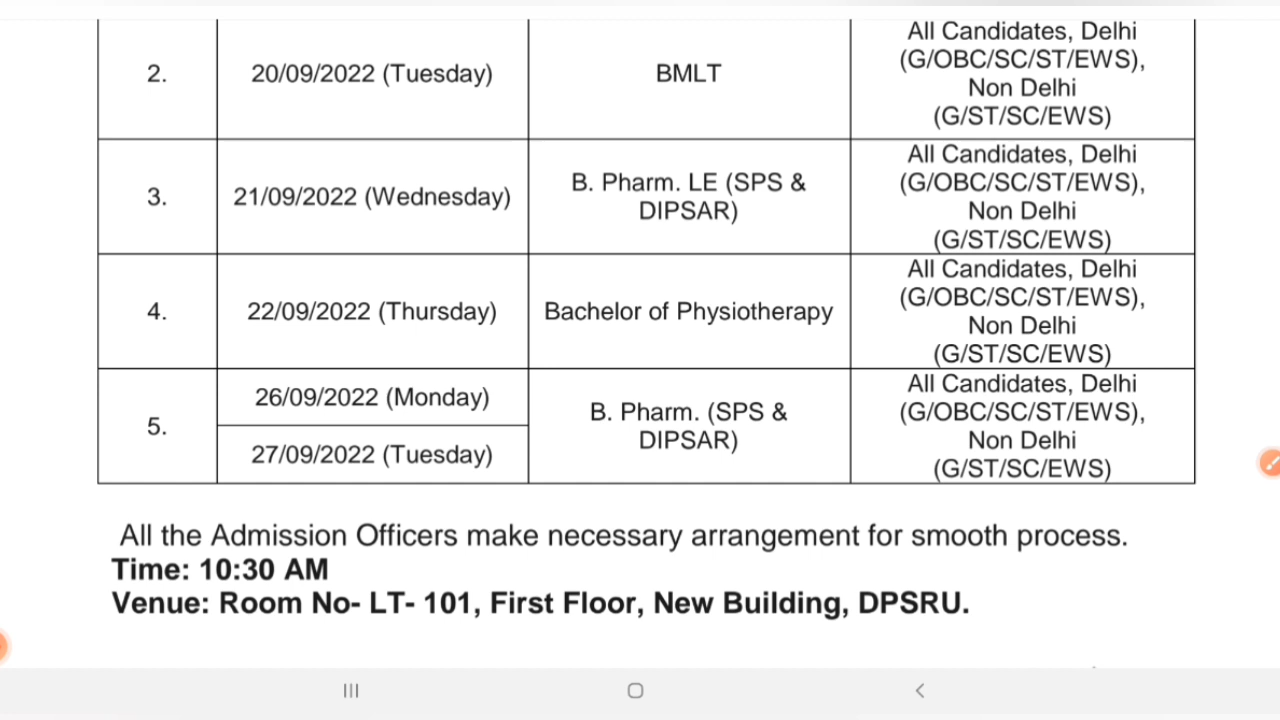 2.
20/09/2022 (Tuesday)
BMLT
All Candidates, Delhi
(G/OBC/SC/ST/EWS),
Non Delhi
(G/ST/SC/EWS)
3.
21/09/2022 (Wednesday)
B. Pharm. LE (SPS &
DIPSAR)
All Candidates, Delhi
(G/OBC/SC/ST/EWS),
Non Delhi
(G/ST/SC/EWS)
4.
22/09/2022 (Thursday)
Bachelor of Physiotherapy
All Candidates, Delhi
(G/OBC/SC/ST/EWS),
Non Delhi
(G/ST/SC/EWS)
5.
26/09/2022 (Monday)
27/09/2022 (Tuesday)
B. Pharm. (SPS &
DIPSAR)
All Candidates, Delhi
(G/OBC/SC/ST/EWS),
Non Delhi
(G/ST/SC/EWS)
All the Admission Officers make necessary arrangement for smooth process.
Time: 10:30 AM
Venue: Room No- LT- 101, First Floor, New Building, DPSRU.